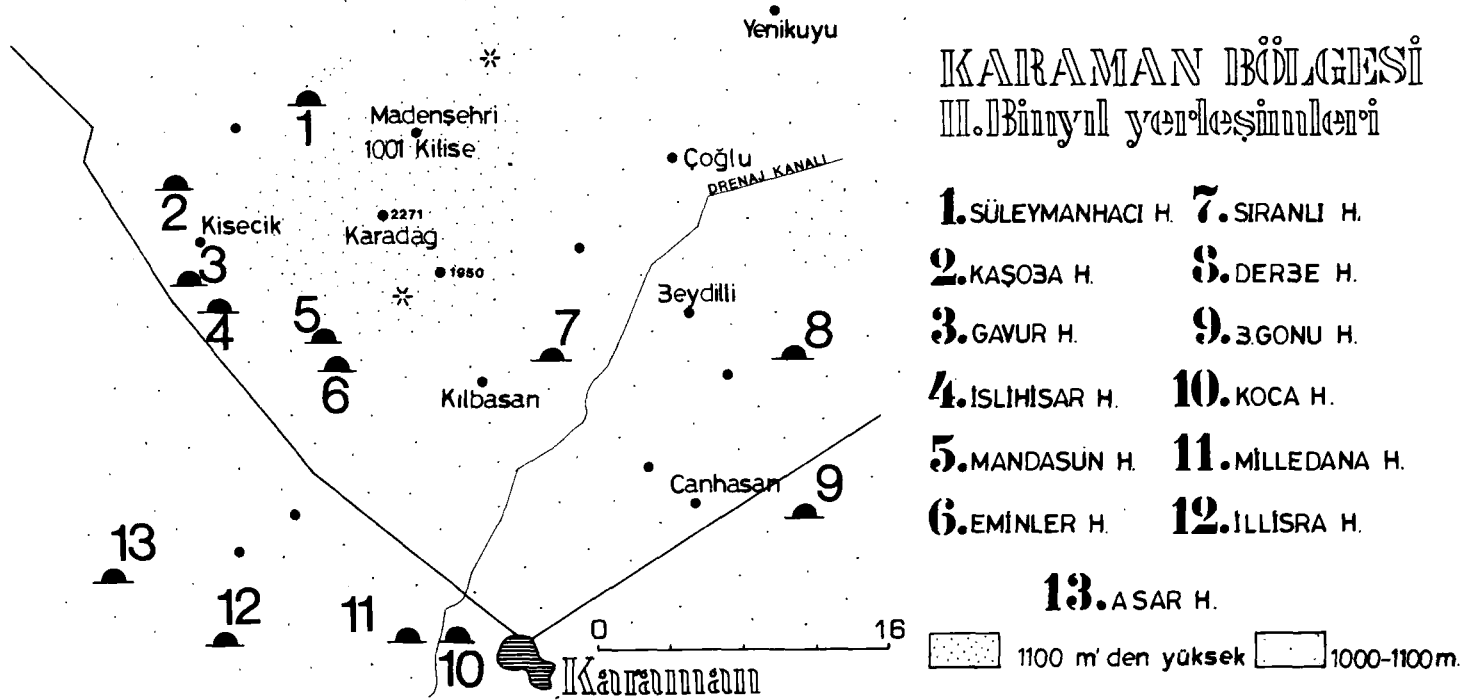 Yenikuyu
KARAMAN BÖLGESİ
II.Binyıl yerleşimleri
1
Madenşehri
1001 Kilise
Çoğlu
DRENAJ KANALI
2
Kisecik
2271
Karadağ
3
1950
4
5
6
7
Beydilli
8
Kılbasan
Canhasan
9
13
12
11
10
Karaman
0 16
1.SÜLEYMANHACI H.
2.KAŞOBA H.
3.GAVUR H.
4.İSLİHİSAR H.
5.MANDASUN H.
6.EMİNLER H.
7.SIRANLI H.
8.DERBE H.
9.B.GONU H.
10.KOCA H.
11.MİLLEDANA H.
12.İLLİSRA H.
13.ASAR H.
1100 m'den yüksek
1000-1100m.